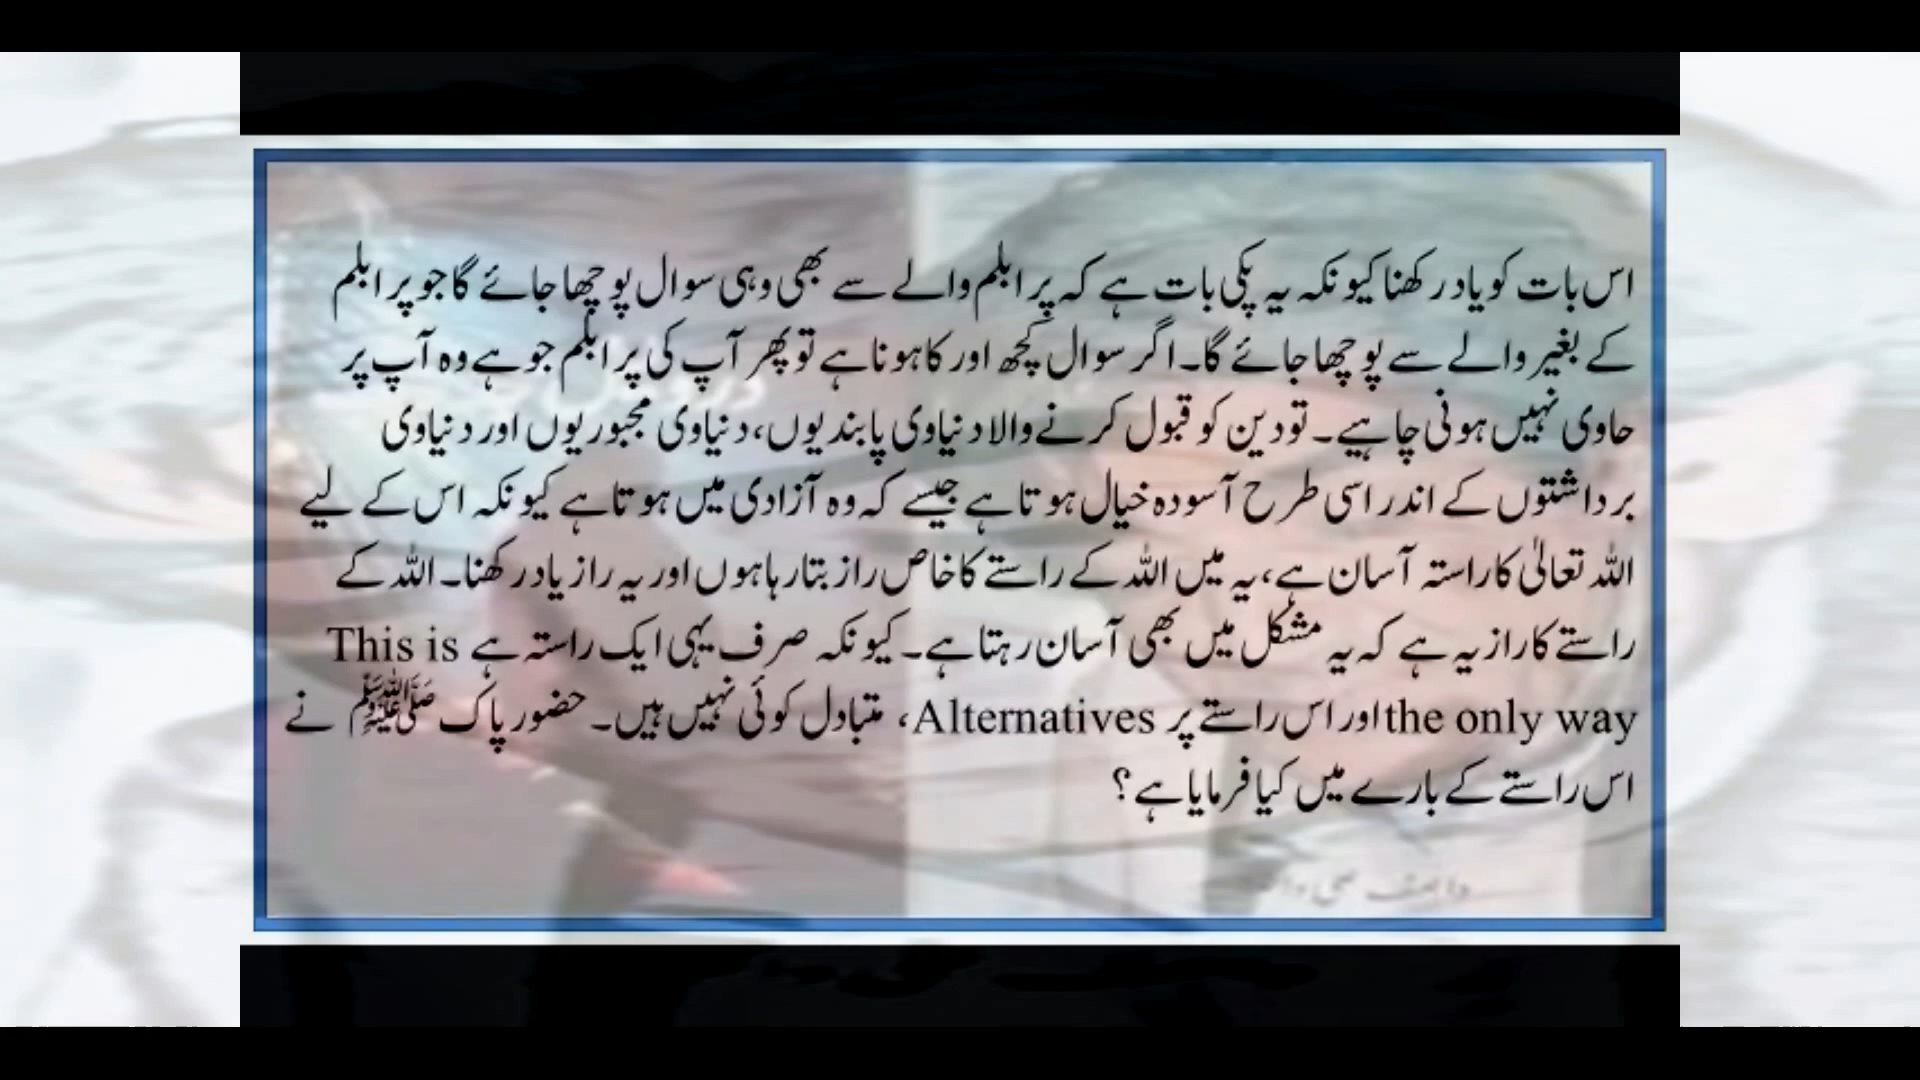 اس بات کو یاد رکھنا کیونکہ یہ پکی بات ہے کہ پرابلم والے سے بھی وہی سوال پوچھا جائے گا جو پرابلم
کے بغیر والے سے پوچھا جائے گا۔ اگر سوال کچھ اور کا ہونا ہے تو پھر آپ کی پرابلم جو ہے وہ آپ پر
حاوی نہیں ہونی چاہیے۔ تو دین کو قبول کرنے والا دنیاوی پابندیوں، دنیاوی مجبوریوں اور دنیاوی
برداشتوں کے اندر اسی طرح آسودہ خیال ہوتا ہے جیسے کہ وہ آزادی میں ہوتا ہے کیونکہ اس کے لیے
اللہ تعالیٰ کا راستہ آسان ہے، یہ میں اللہ کے راستے کا خاص راز بتا رہا ہوں اور یہ راز یاد رکھنا۔ اللہ کے
راستے کا راز یہ ہے کہ یہ مشکل میں بھی آسان رہتا ہے۔ کیونکہ صرف یہی ایک راستہ ہے This is
the only way اور اس راستے پر Alternatives، متبادل کوئی نہیں ہیں۔ حضور پاک ﷺ نے
اس راستے کے بارے میں کیا فرمایا ہے؟